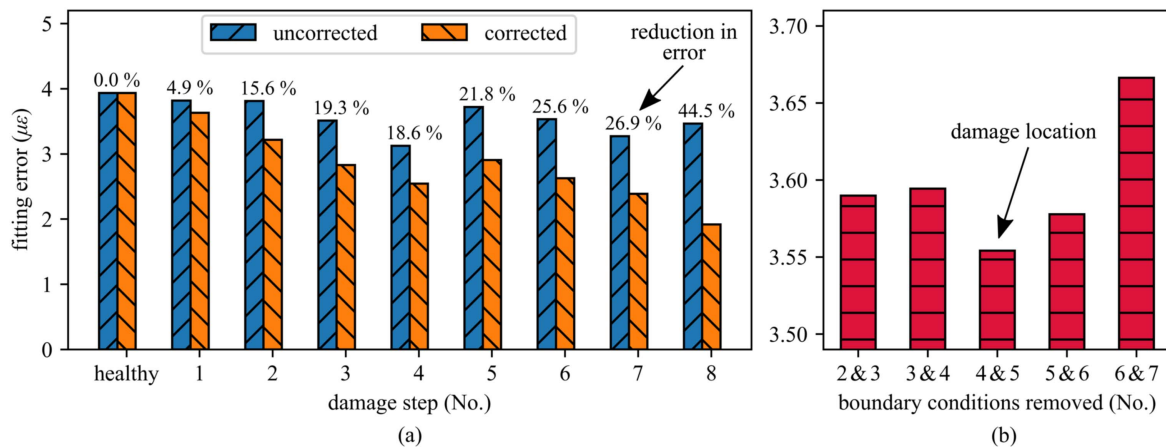 5
4
3
2
1
0
fitting error (με)
uncorrected
corrected
reduction in
error
0.0 %
4.9 %
15.6 %
19.3 %
18.6 %
21.8 %
25.6 %
26.9 %
44.5 %
healthy 1 2 3 4 5 6 7 8
damage step (No.)
(a)
3.70
3.65
3.60
3.55
3.50
damage location
2 & 3 3 & 4 4 & 5 5 & 6 6 & 7
boundary conditions removed (No.)
(b)